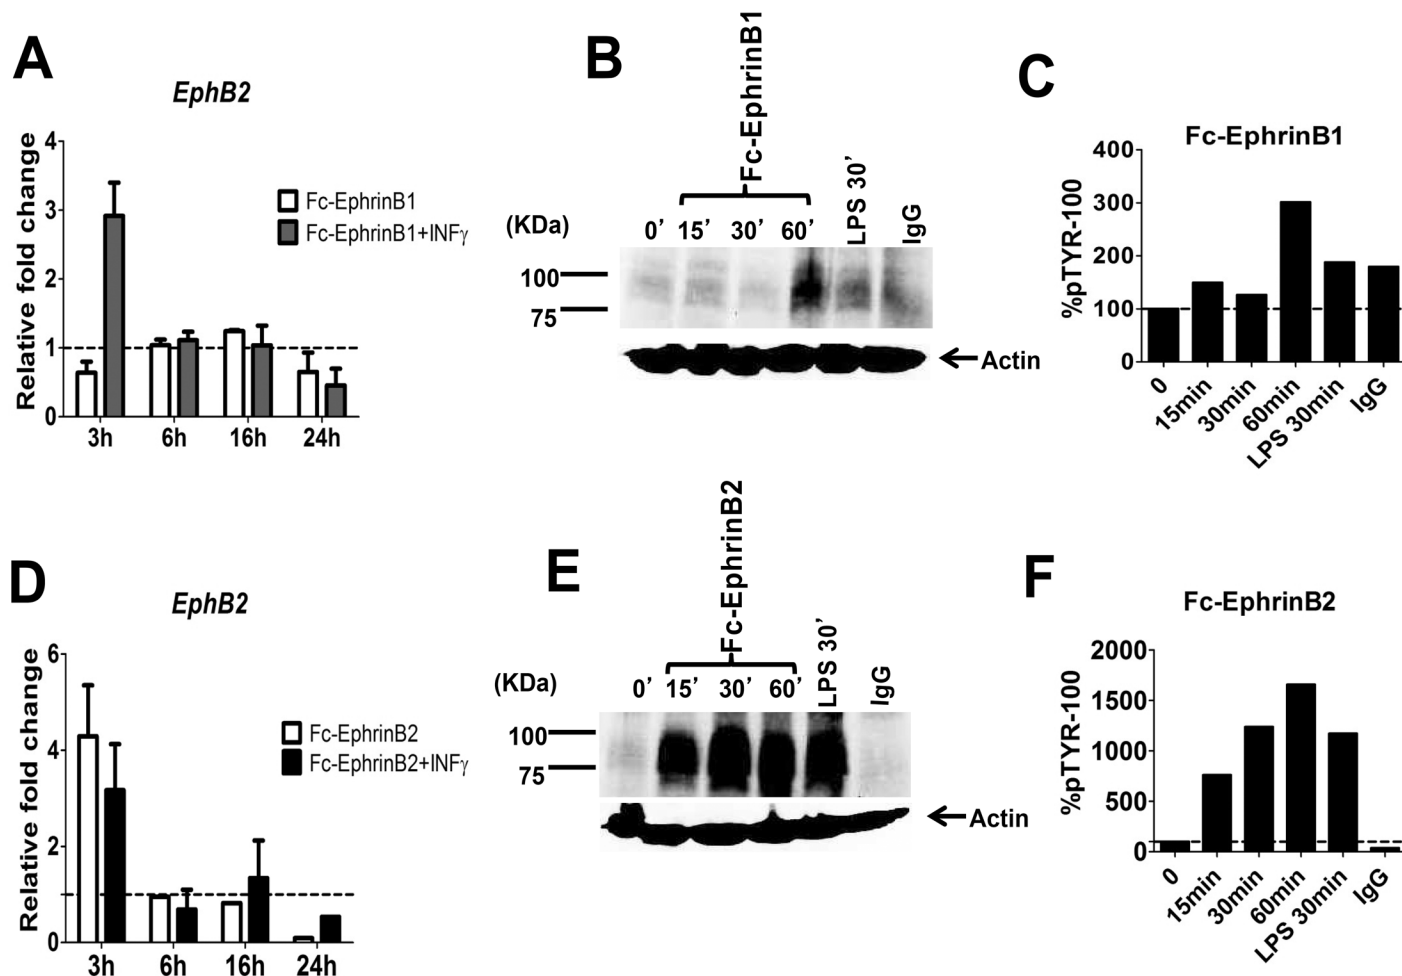 A
EphB2
Relative fold change
4
3
2
1
0
3h
6h
16h
24h
Fc-EphrinB1
Fc-EphrinB1+INFγ
B
Fc-EphrinB1
(KDa)
0’
15’
30’
60’
LPS 30’
IgG
100
75
Actin
C
Fc-EphrinB1
%pTYR-100
400
300
200
100
0
0
15min
30min
60min
LPS 30min
IgG
D
EphB2
Relative fold change
6
4
2
0
3h
6h
16h
24h
Fc-EphrinB2
Fc-EphrinB2+INFγ
E
Fc-EphrinB2
(KDa)
0’
15’
30’
60’
LPS 30’
IgG
100
75
Actin
F
Fc-EphrinB2
%pTYR-100
2000
1500
1000
500
0
0
15min
30min
60min
LPS 30min
IgG